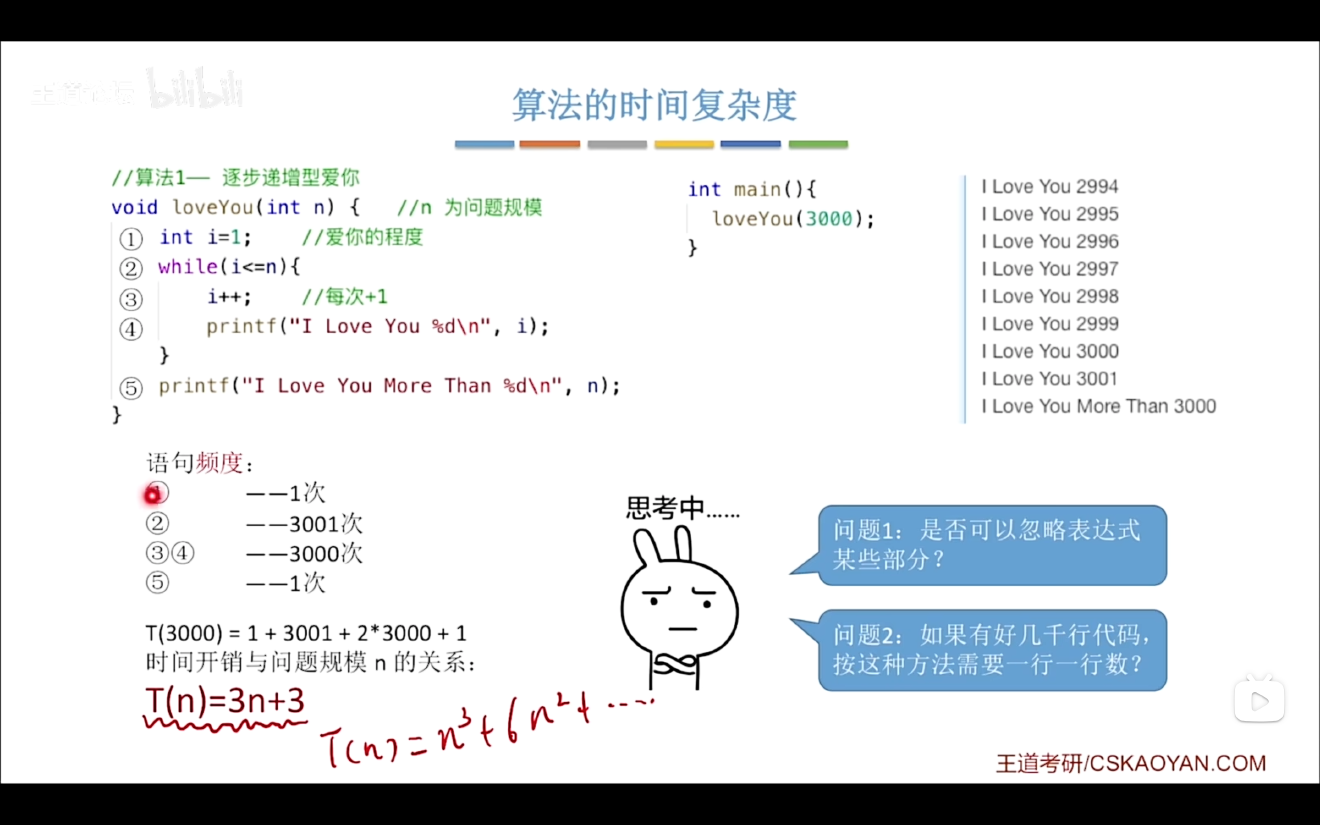 王道论坛 bilibili
算法的时间复杂度
//算法1—— 逐步递增型爱你
void loveYou(int n) { //n 为问题规模
① int i=1; //爱你的程度
② while(i<=n){
③ i++; //每次+1
④ printf("I Love You %d\n", i);
}
⑤ printf("I Love You More Than %d\n", n);
}
int main(){
loveYou(3000);
}
I Love You 2994
I Love You 2995
I Love You 2996
I Love You 2997
I Love You 2998
I Love You 2999
I Love You 3000
I Love You 3001
I Love You More Than 3000
语句频度：
① ——1次
② ——3001次
③④ ——3000次
⑤ ——1次
T(3000) = 1 + 3001 + 2*3000 + 1
时间开销与问题规模 n 的关系：
T(n)=3n+3
T(n)=n³+6n²+……
思考中……
问题1：是否可以忽略表达式
某些部分？
问题2：如果有好几千行代码，
按这种方法需要一行一行数？
王道考研/CSKAOYAN.COM